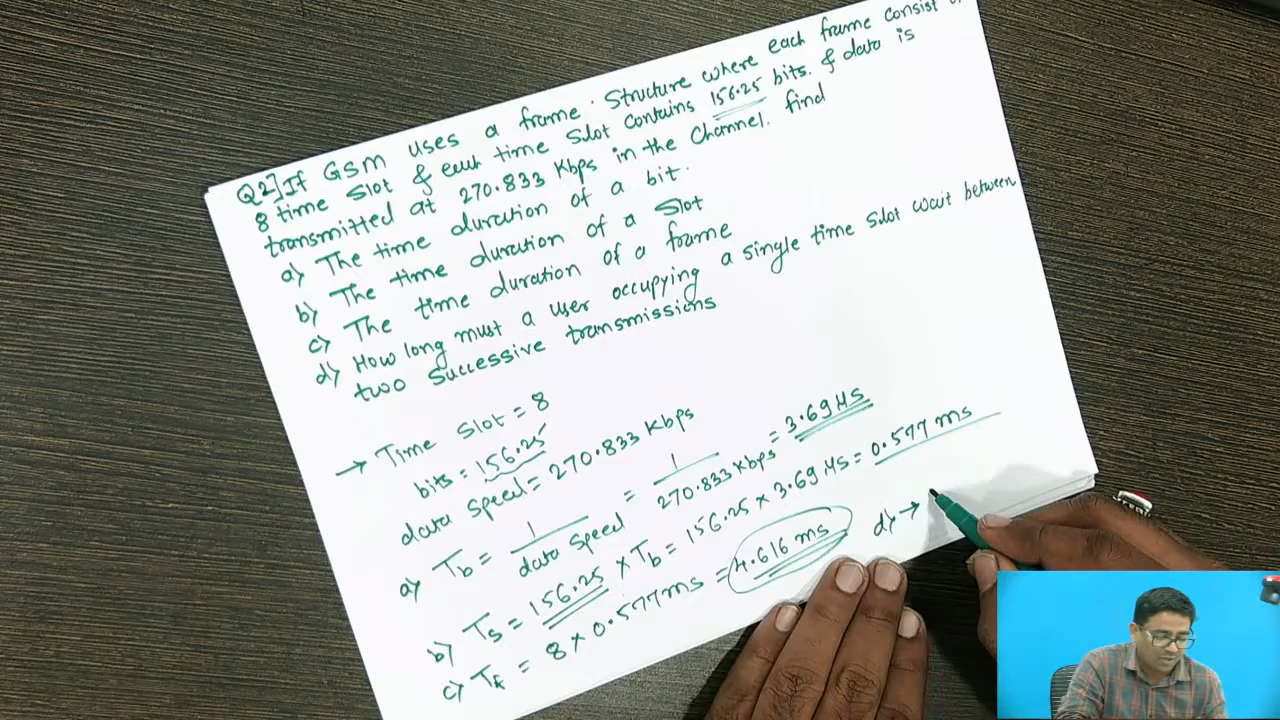 Q2] If GSM uses a frame structure where each frame consist
8 time slot & each time slot contains 156.25 bits. & data is
transmitted at 270.833 Kbps in the channel. find
a) The time duration of a bit.
b) The time duration of a slot
c) The time duration of a frame
d) How long must a user occupying a single time slot wait between
two successive transmissions
→ Time slot = 8
bits = 156.25
data speed = 270.833 Kbps
a) Tb = 1/data speed = 1/270.833 Kbps = 3.69 μs
b) Ts = 156.25 × Tb = 156.25 × 3.69 μs = 0.577 ms
c) Tf = 8 × 0.577 ms = 4.616 ms
d) →